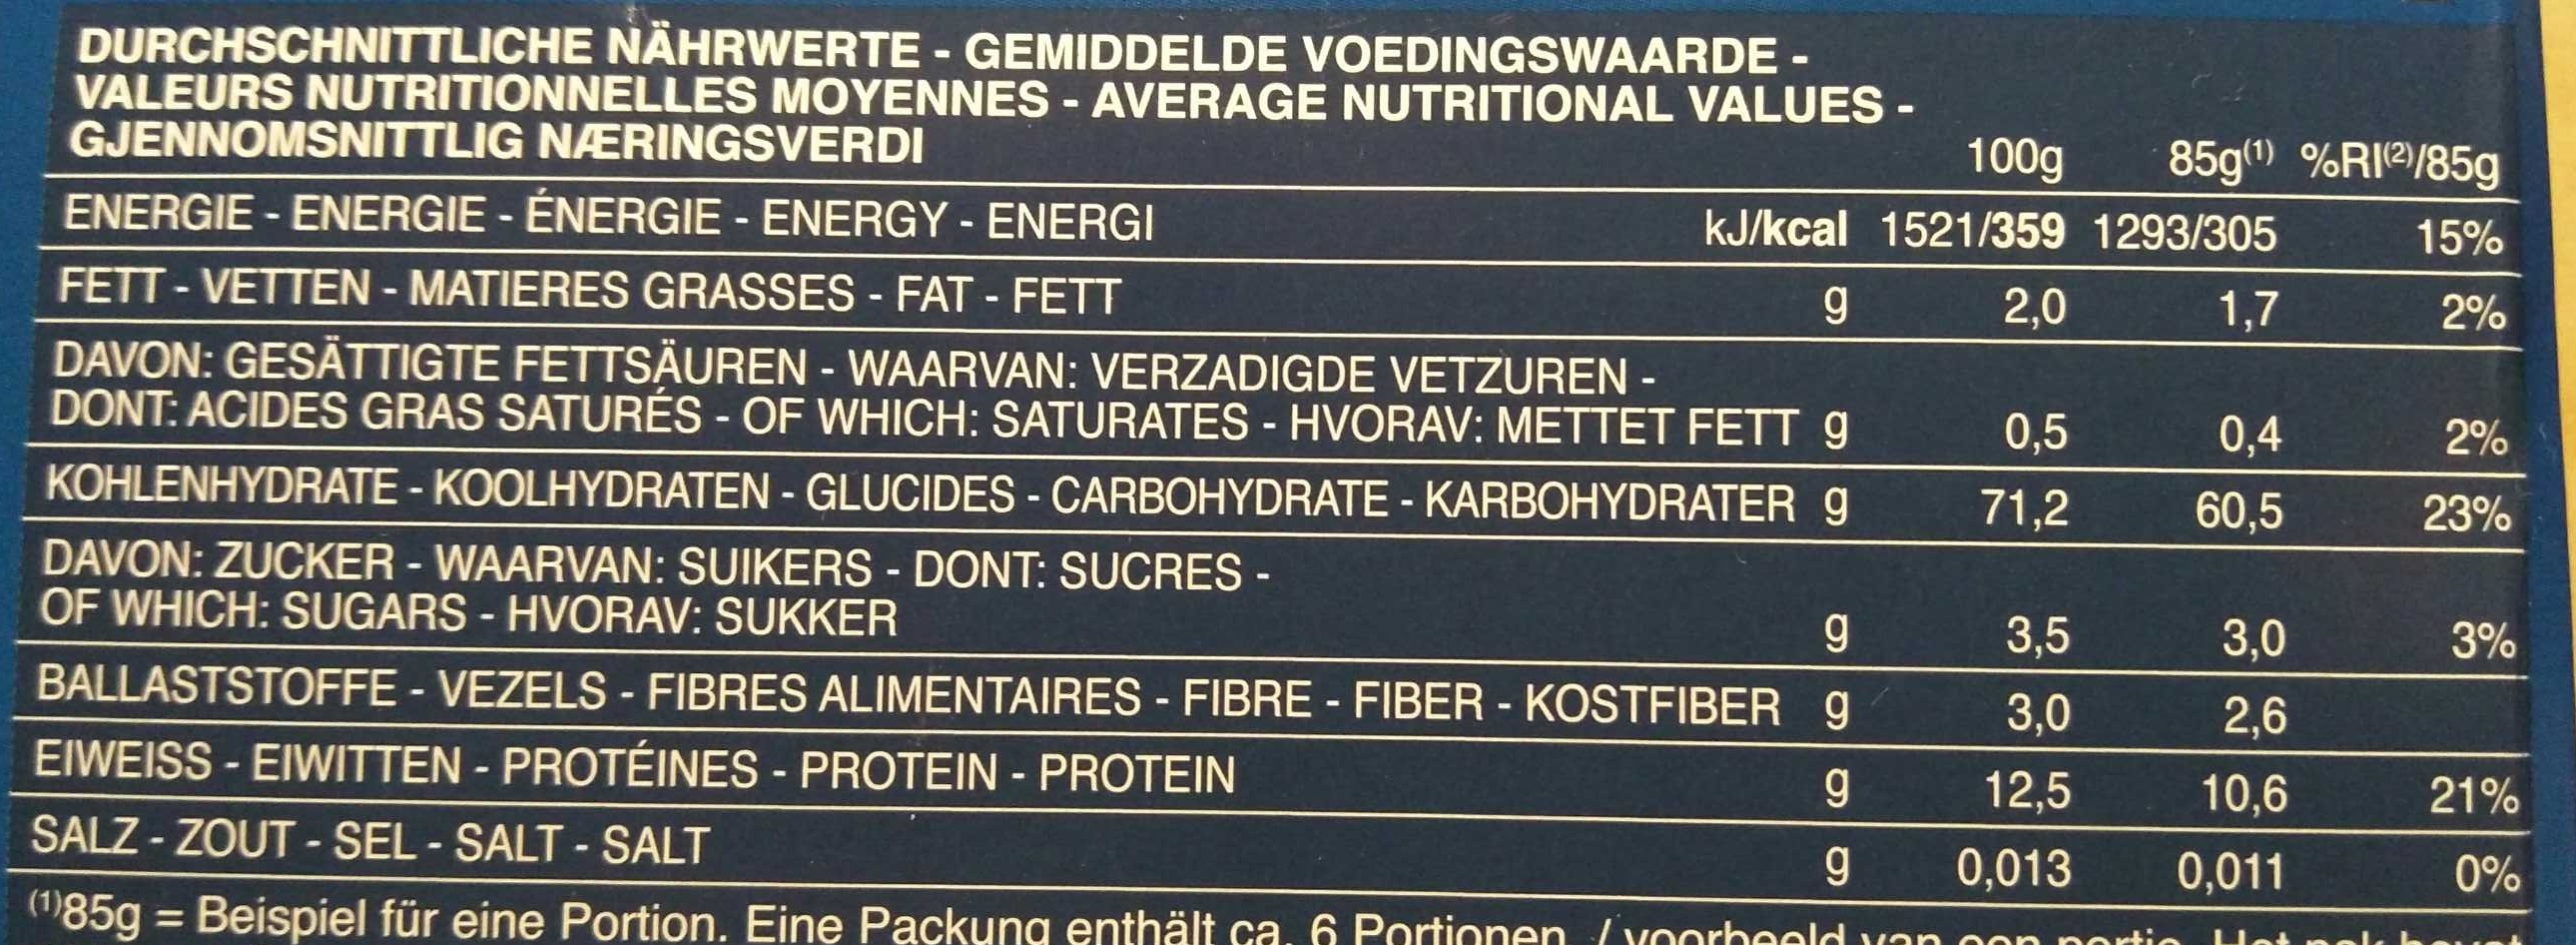 DURCHSCHNITTLICHE NÄHRWERTE - GEMIDDELDE VOEDINGSWAARDE -
VALEURS NUTRITIONNELLES MOYENNES - AVERAGE NUTRITIONAL VALUES -
GJENNOMSNITTLIG NÆRINGSVERDI 100g 85g(1) %RI(2)/85g
ENERGIE - ENERGIE - ÉNERGIE - ENERGY - ENERGI kJ/kcal 1521/359 1293/305 15%
FETT - VETTEN - MATIERES GRASSES - FAT - FETT g 2,0 1,7 2%
DAVON: GESÄTTIGTE FETTSÄUREN - WAARVAN: VERZADIGDE VETZUREN -
DONT: ACIDES GRAS SATURÉS - OF WHICH: SATURATES - HVORAV: METTET FETT g 0,5 0,4 2%
KOHLENHYDRATE - KOOLHYDRATEN - GLUCIDES - CARBOHYDRATE - KARBOHYDRATER g 71,2 60,5 23%
DAVON: ZUCKER - WAARVAN: SUIKERS - DONT: SUCRES -
OF WHICH: SUGARS - HVORAV: SUKKER g 3,5 3,0 3%
BALLASTSTOFFE - VEZELS - FIBRES ALIMENTAIRES - FIBRE - FIBER - KOSTFIBER g 3,0 2,6
EIWEISS - EIWITTEN - PROTÉINES - PROTEIN - PROTEIN g 12,5 10,6 21%
SALZ - ZOUT - SEL - SALT - SALT g 0,013 0,011 0%
(1)85g = Beispiel für eine Portion. Eine Packung enthält ca. 6 Portionen. / voorbeeld van een portie. Het pak